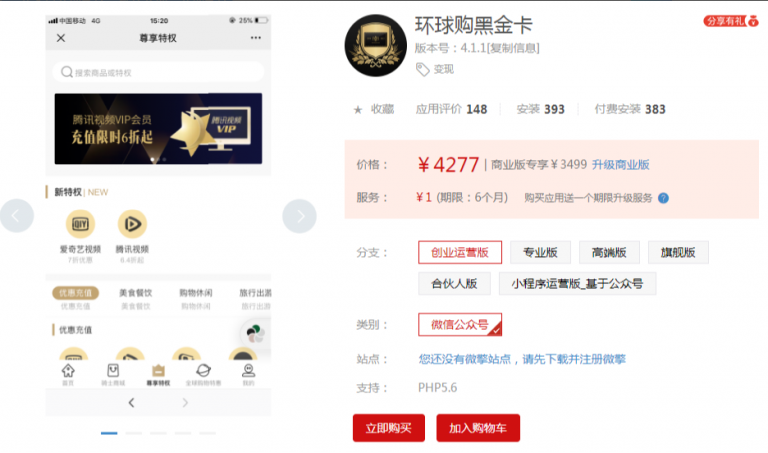 中国移动 4G 15:20 25%
尊享特权
搜索商品或特权
腾讯视频VIP会员
充值限时6折起
腾讯视频
VIP
新特权 | NEW
爱奇艺视频 腾讯视频
7折优惠 6.4折起
优惠充值 美食餐饮 购物休闲 旅行出游
优惠充值 美食餐饮 购物休闲 旅行出游
优惠充值
首页 骑士商城 尊享特权 全球购物特惠 我的
环球购黑金卡
分享有礼
版本号：4.1.1[复制信息]
变现
收藏 应用评价 148 安装 393 付费安装 383
价格： ￥4277 | 商业版专享￥3499 升级商业版
服务： ￥1 (期限：6个月) 购买应用送一个期限升级服务 ?
分支： 创业运营版 专业版 高端版 旗舰版
合伙人版 小程序运营版_基于公众号
类别： 微信公众号
站点： 您还没有微擎站点，请先下载并注册微擎
支持： PHP5.6
立即购买 加入购物车